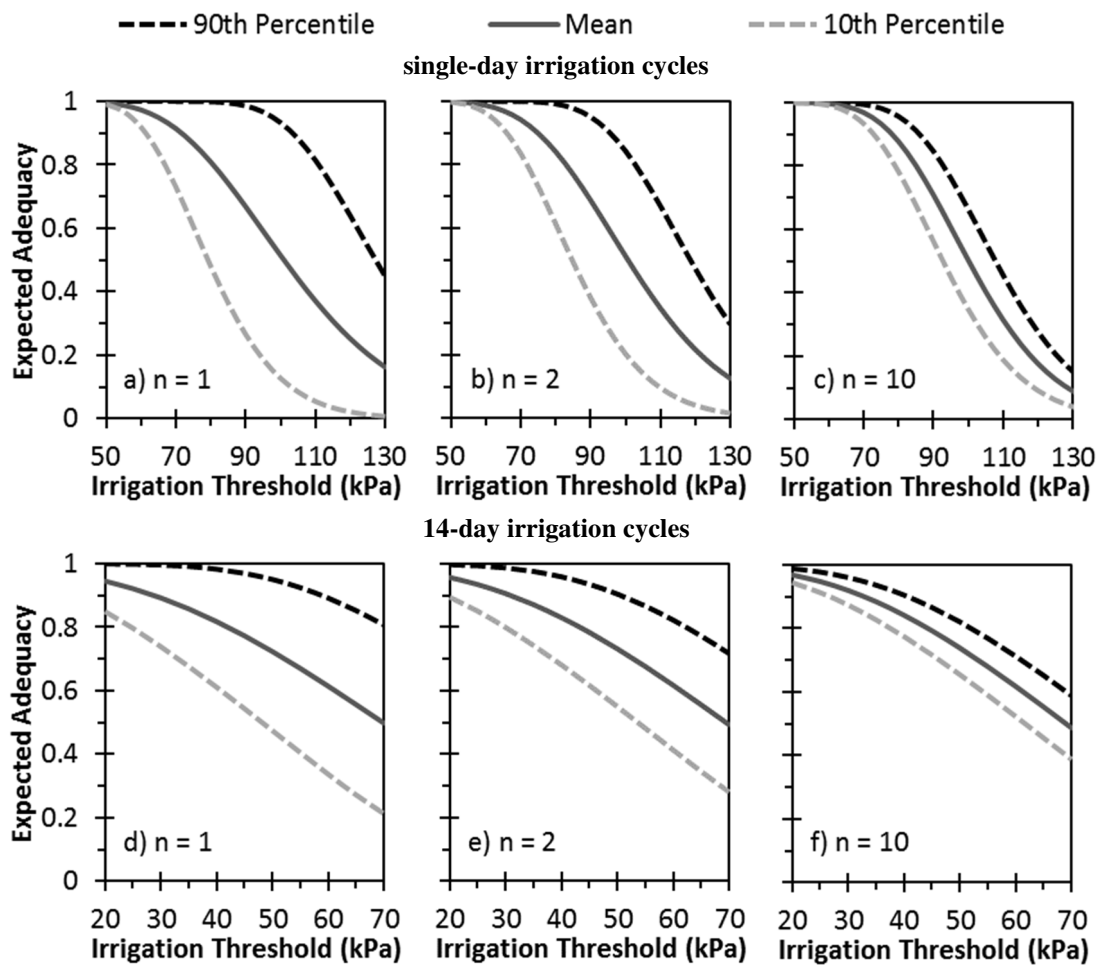 90th Percentile Mean 10th Percentile
single-day irrigation cycles
Expected Adequacy
1
0.8
0.6
0.4
0.2
0
a) n = 1 b) n = 2 c) n = 10
50 70 90 110 130 50 70 90 110 130 50 70 90 110 130
Irrigation Threshold (kPa) Irrigation Threshold (kPa) Irrigation Threshold (kPa)
14-day irrigation cycles
Expected Adequacy
1
0.8
0.6
0.4
0.2
0
d) n = 1 e) n = 2 f) n = 10
20 30 40 50 60 70 20 30 40 50 60 70 20 30 40 50 60 70
Irrigation Threshold (kPa) Irrigation Threshold (kPa) Irrigation Threshold (kPa)